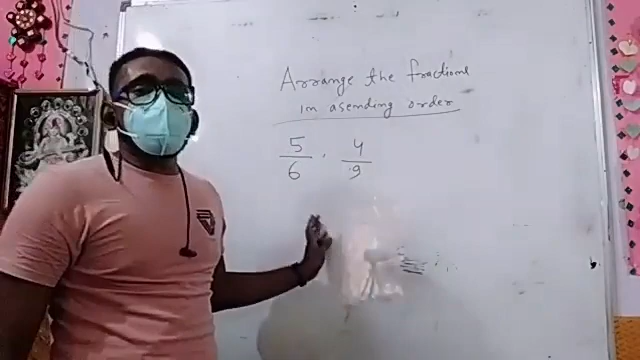 Arrange the fractions
in asending order
5/6 , 4/9